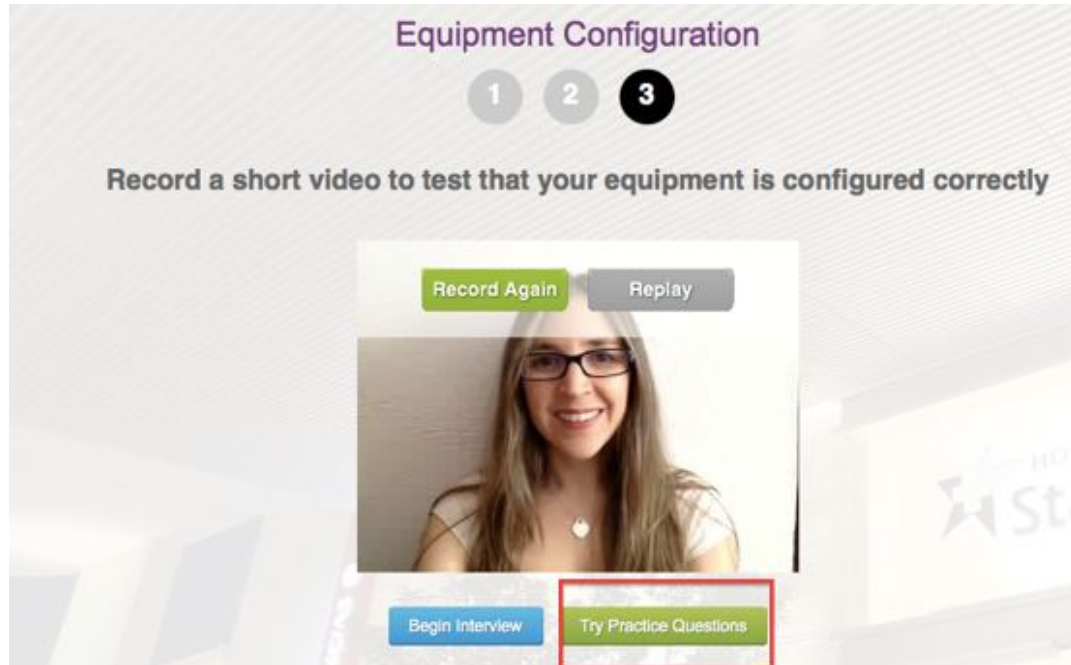 Equipment Configuration
1 2 3
Record a short video to test that your equipment is configured correctly
Record Again Replay
Begin Interview Try Practice Questions